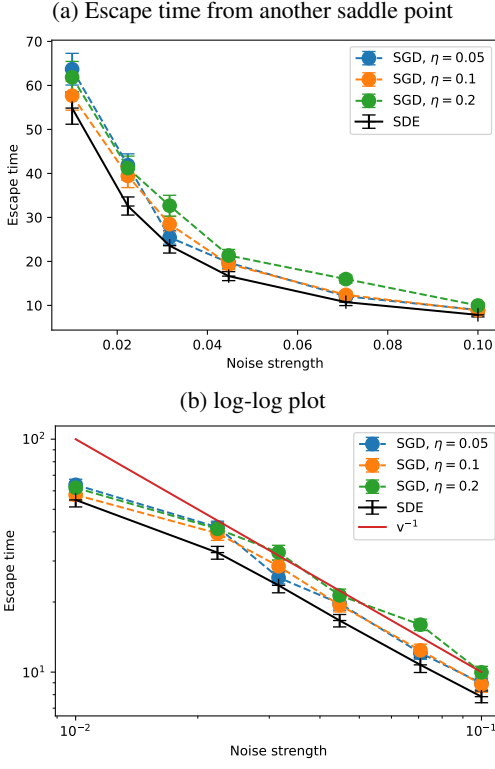 (a) Escape time from another saddle point
70
60
50
40
30
20
10
Escape time
SGD, η = 0.05
SGD, η = 0.1
SGD, η = 0.2
SDE
0.02
0.04
0.06
0.08
0.10
Noise strength
(b) log-log plot
10²
10¹
Escape time
SGD, η = 0.05
SGD, η = 0.1
SGD, η = 0.2
SDE
v⁻¹
10⁻²
10⁻¹
Noise strength